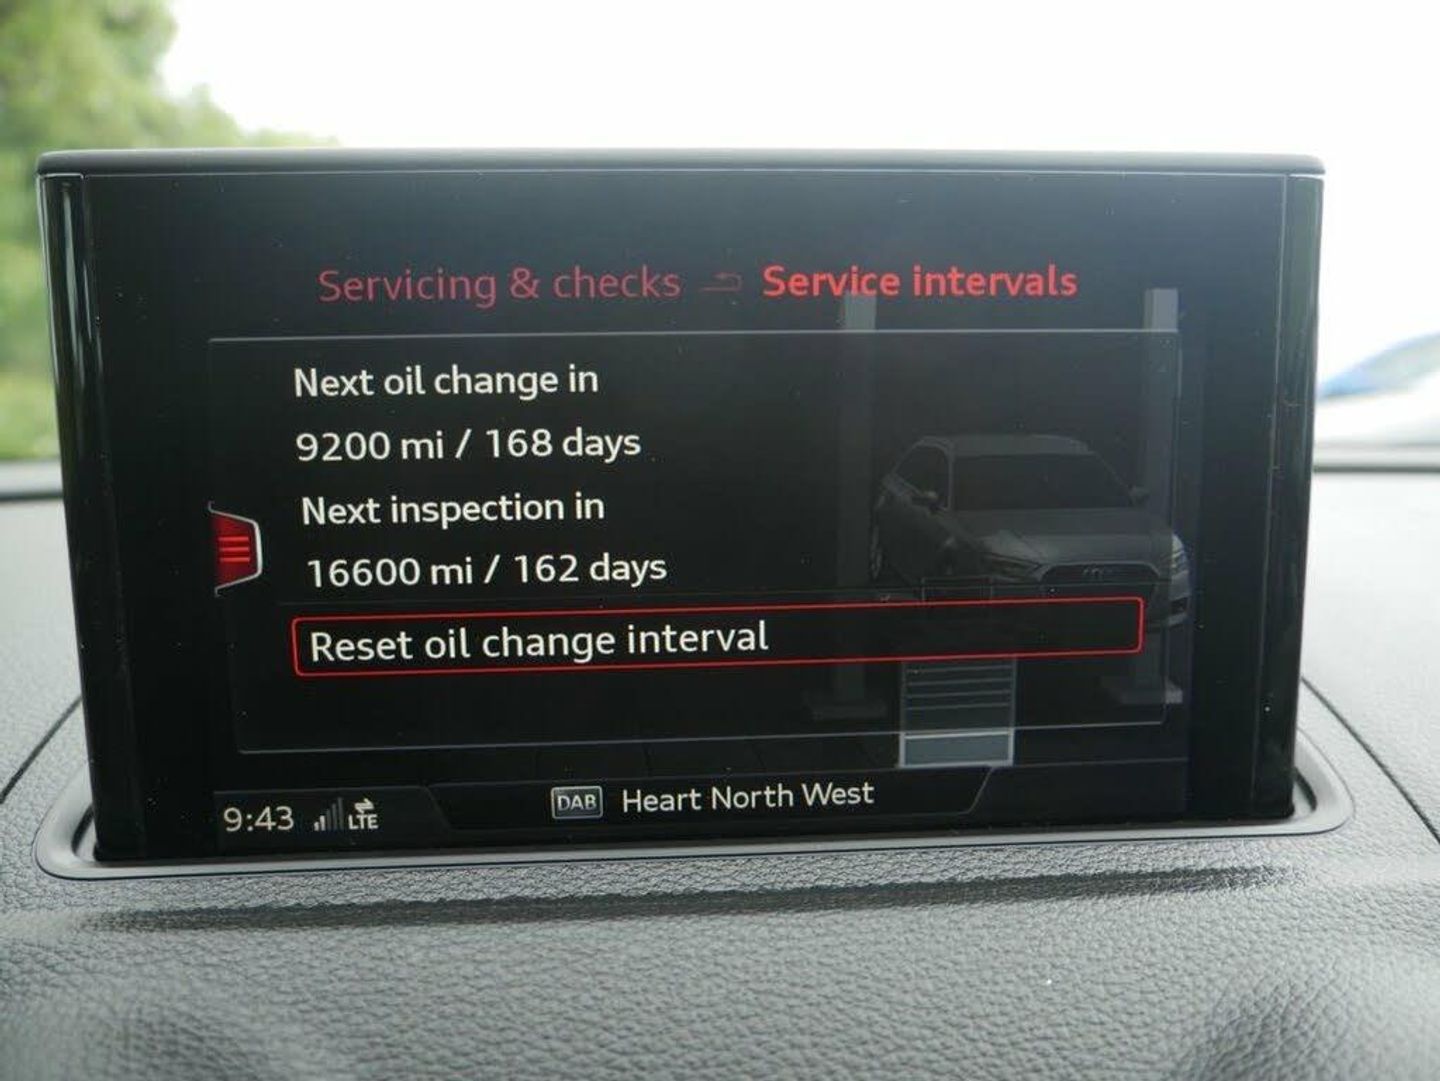 Servicing & checks Service intervals
Next oil change in
9200 mi / 168 days
Next inspection in
16600 mi / 162 days
Reset oil change interval
9:43 LTE DAB Heart North West